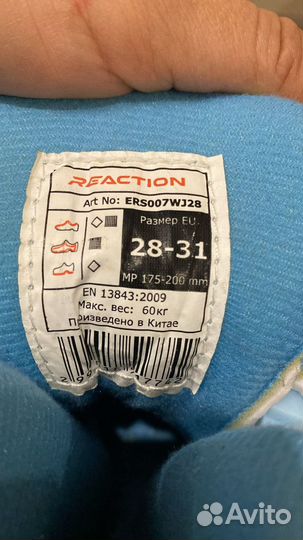 REACTION
Art No: ERS007WJ28
Размер EU
28-31
MP 175-200 mm
EN 13843:2009
Макс. вес: 60кг
Произведено в Китае
Avito